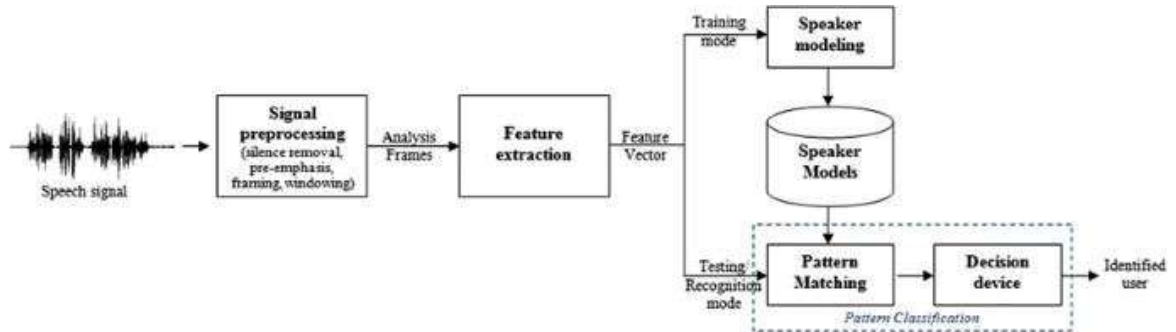 Speech signal
Signal
preprocessing
(silence removal,
pre-emphasis,
framing, windowing)
Analysis
Frames
Feature
extraction
Feature
Vector
Training
mode
Speaker
modeling
Speaker
Models
Testing/
Recognition
mode
Pattern
Matching
Decision
device
Pattern Classification
Identified
user